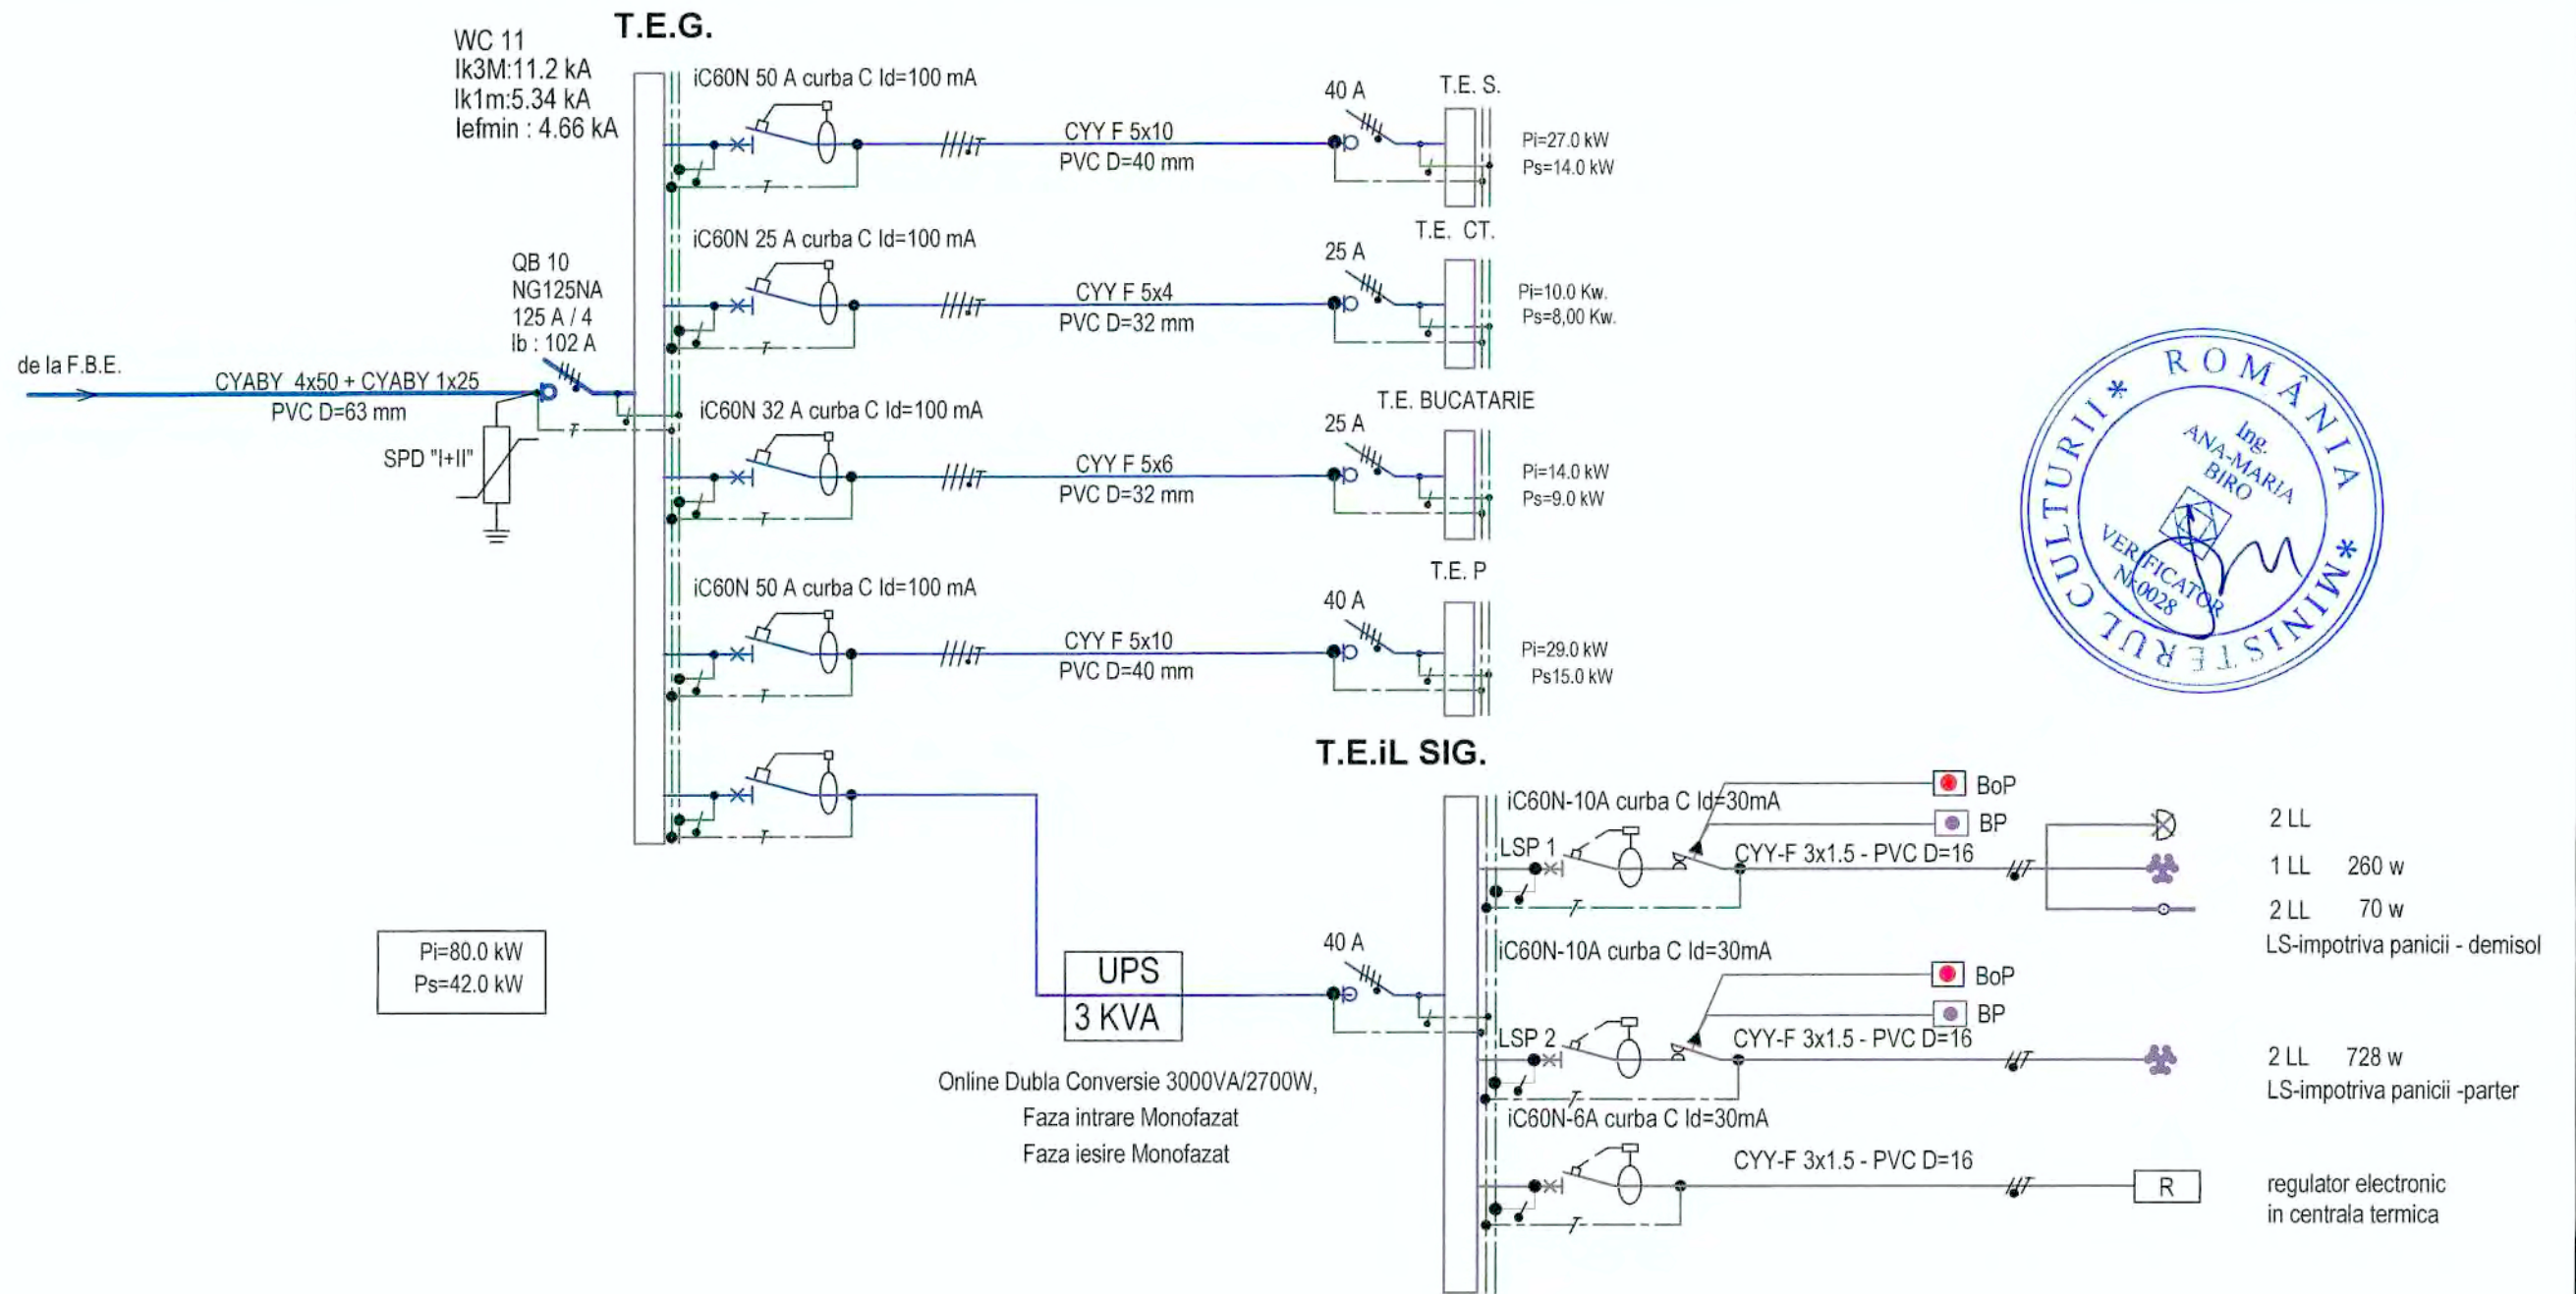 T.E.G.
WC 11
Ik3M:11.2 kA
Ik1m:5.34 kA
Iefmin : 4.66 kA
iC60N 50 A curba C Id=100 mA
CYY F 5x10
PVC D=40 mm
40 A
T.E. S.
Pi=27.0 kW
Ps=14.0 kW
iC60N 25 A curba C Id=100 mA
CYY F 5x4
PVC D=32 mm
25 A
T.E. CT.
Pi=10.0 Kw.
Ps=8,00 Kw.
QB 10
NG125NA
125 A / 4
Ib : 102 A
de la F.B.E.
CYABY 4x50 + CYABY 1x25
PVC D=63 mm
SPD "I+II"
iC60N 32 A curba C Id=100 mA
CYY F 5x6
PVC D=32 mm
25 A
T.E. BUCATARIE
Pi=14.0 kW
Ps=9.0 kW
iC60N 50 A curba C Id=100 mA
CYY F 5x10
PVC D=40 mm
40 A
T.E. P
Pi=29.0 kW
Ps15.0 kW
ROMÂNIA * MINISTERUL CULTURII *
Ing.
ANA-MARIA
BIRO
VERIFICATOR
Nr.0028
T.E.iL SIG.
iC60N-10A curba C Id=30mA
BoP
BP
LSP 1
CYY-F 3x1.5 - PVC D=16
2 LL
1 LL 260 w
2 LL 70 w
LS-impotriva panicii - demisol
Pi=80.0 kW
Ps=42.0 kW
UPS
3 KVA
40 A
Online Dubla Conversie 3000VA/2700W,
Faza intrare Monofazat
Faza iesire Monofazat
iC60N-10A curba C Id=30mA
BoP
BP
LSP 2
CYY-F 3x1.5 - PVC D=16
2 LL 728 w
LS-impotriva panicii -parter
iC60N-6A curba C Id=30mA
CYY-F 3x1.5 - PVC D=16
R
regulator electronic
in centrala termica